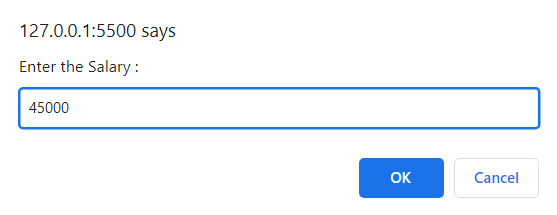 127.0.0.1:5500 says
Enter the Salary :
45000
OK Cancel